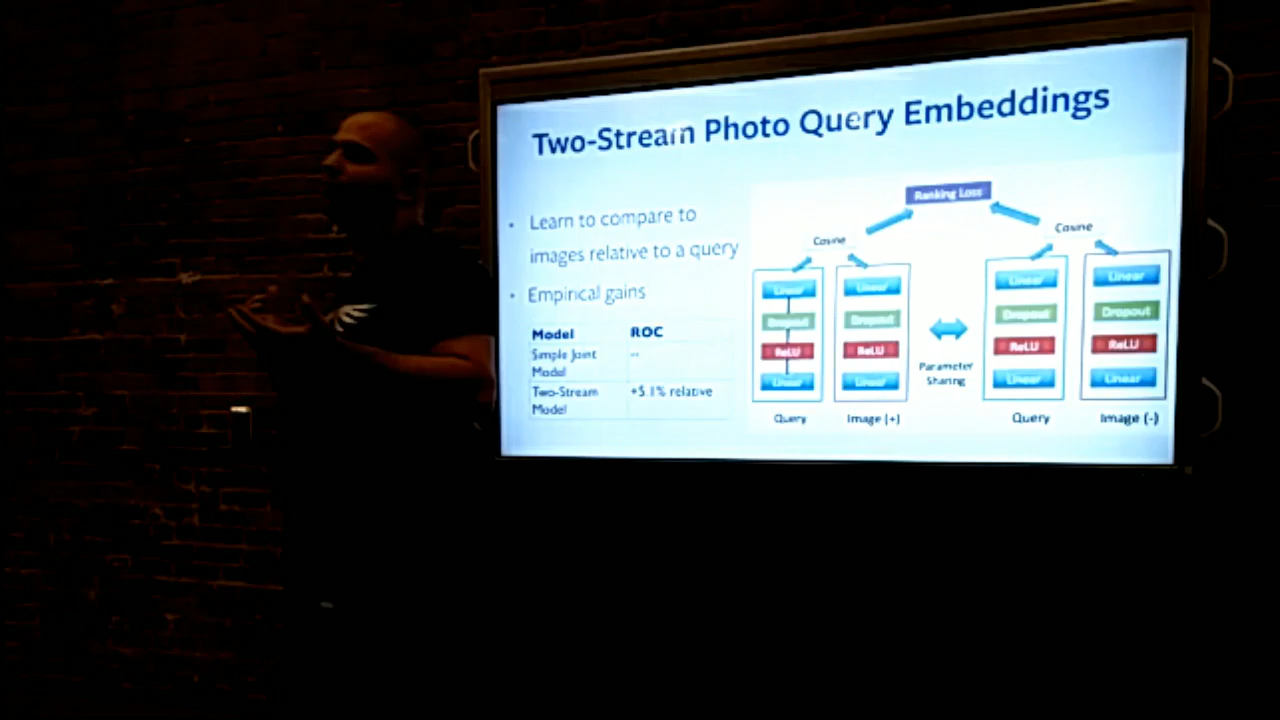 Two-Stream Photo Query Embeddings
• Learn to compare to
images relative to a query
• Empirical gains
Model ROC
Simple Joint --
Model
Two-Stream +5.1% relative
Model
Ranking Loss
Cosine Cosine
Linear Linear Linear Linear
Dropout Dropout Dropout Dropout
ReLU ReLU ReLU ReLU
Parameter
Sharing
Linear Linear Linear Linear
Query Image (+) Query Image (-)